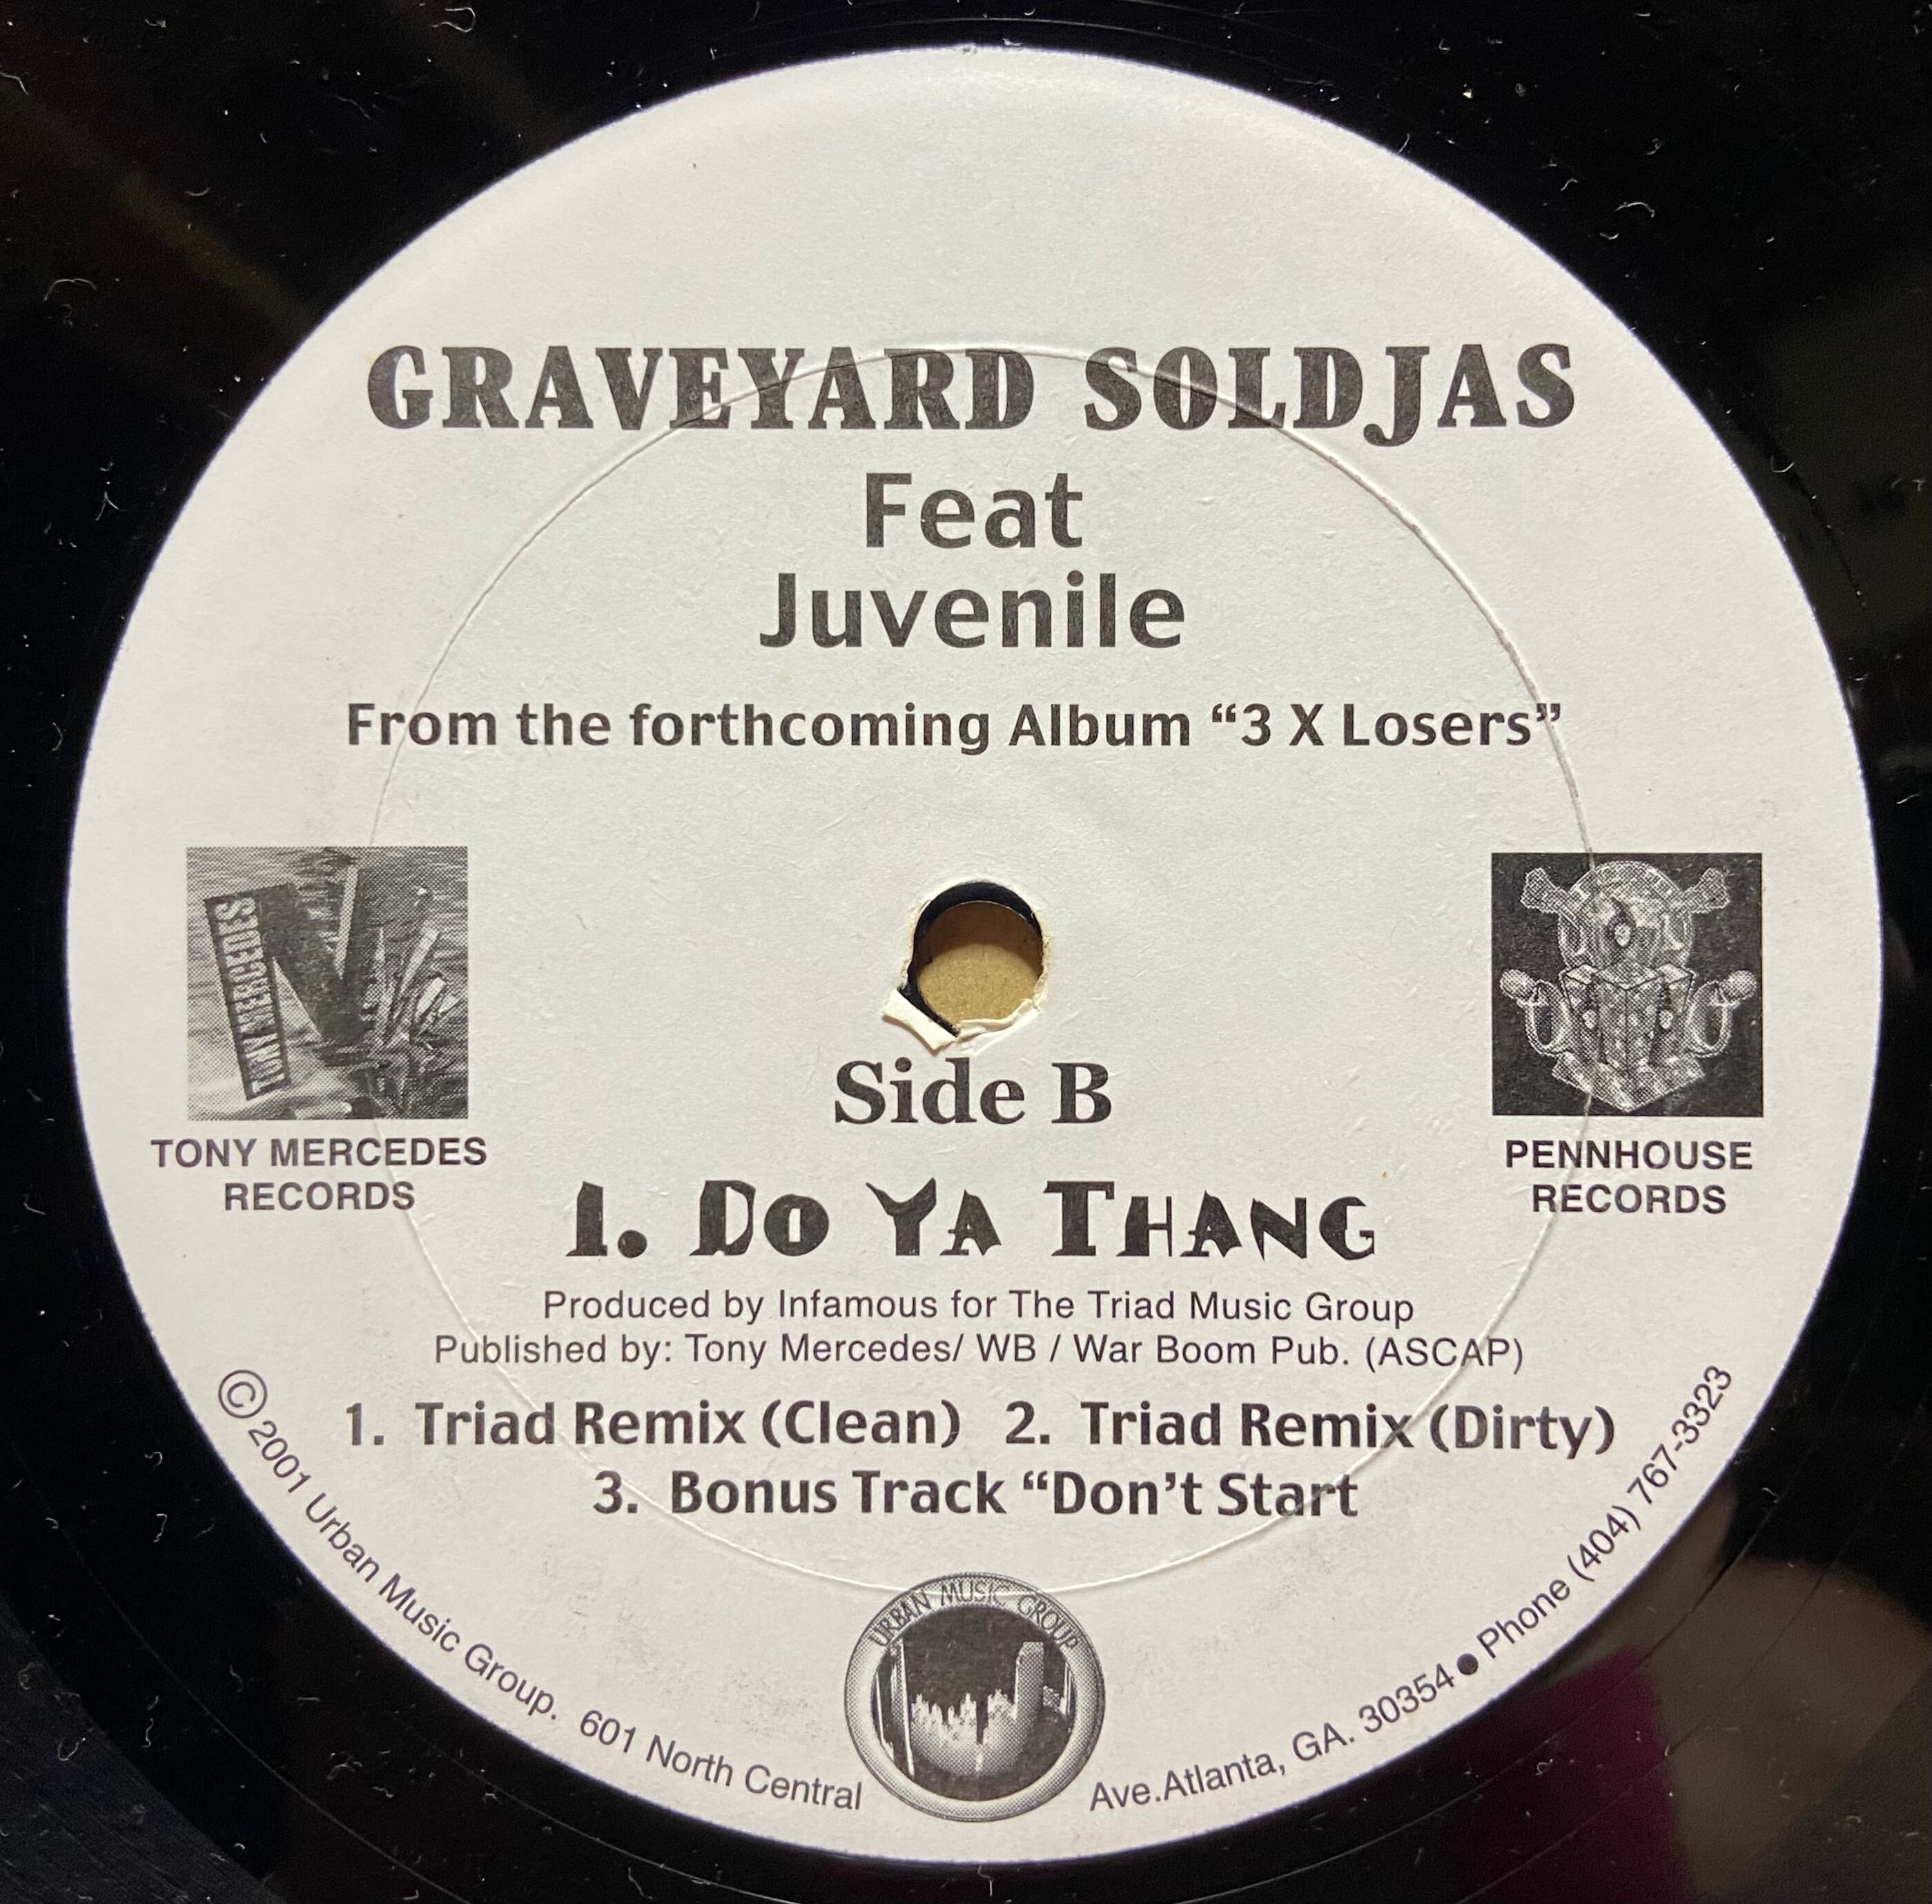 GRAVEYARD SOLDJAS
Feat
Juvenile
From the forthcoming Album “3 X Losers”
TONY MERCEDES
TONY MERCEDES
RECORDS
PENNHOUSE
RECORDS
Side B
1. DO YA THANG
Produced by Infamous for The Triad Music Group
Published by: Tony Mercedes/ WB / War Boom Pub. (ASCAP)
1. Triad Remix (Clean) 2. Triad Remix (Dirty)
3. Bonus Track “Don’t Start
URBAN MUSIC GROUP
©2001 Urban Music Group. 601 North Central Ave.Atlanta, GA. 30354 ● Phone (404) 767-3323